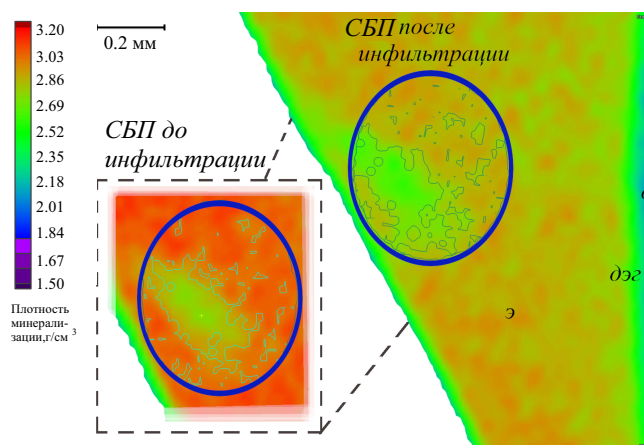 3.20
3.03
2.86
2.69
2.52
2.35
2.18
2.01
1.84
1.67
1.50
Плотность
минерали-
зации,г/см 3
0.2 мм
СБП до
инфильтрации
СБП после
инфильтрации
дэг
э